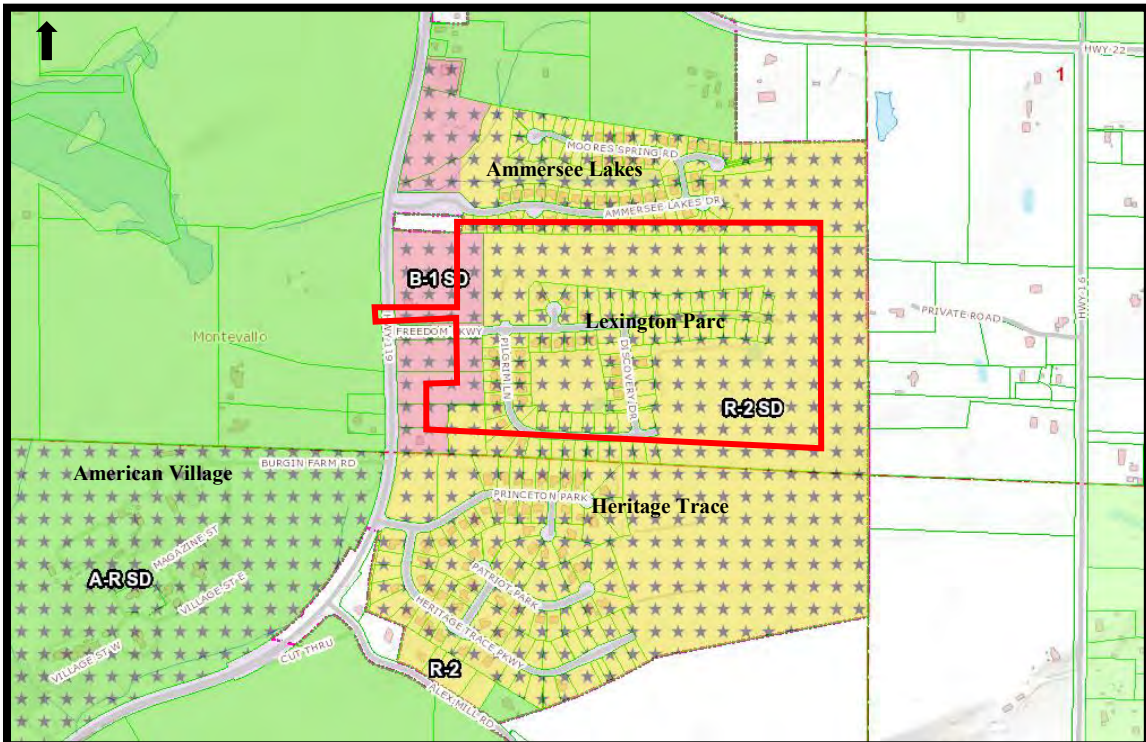 HWY-22
1
MOORES SPRING RD
Ammersee Lakes
AMMERSEE LAKES DR
B-1 SD
HWY-119
HWY-16
PRIVATE ROAD
Lexington Parc
FREEDOM PKWY
Montevallo
PILGRIM LN
DISCOVERY DR
R-2 SD
American Village
BURGIN FARM RD
PRINCETON PARK
Heritage Trace
MAGAZINE ST
A-R SD
VILLAGE ST E
PATRIOT PARK
HERITAGE TRACE PKWY
VILLAGE ST W
CUT THRU
R-2
ALEX MILL RD